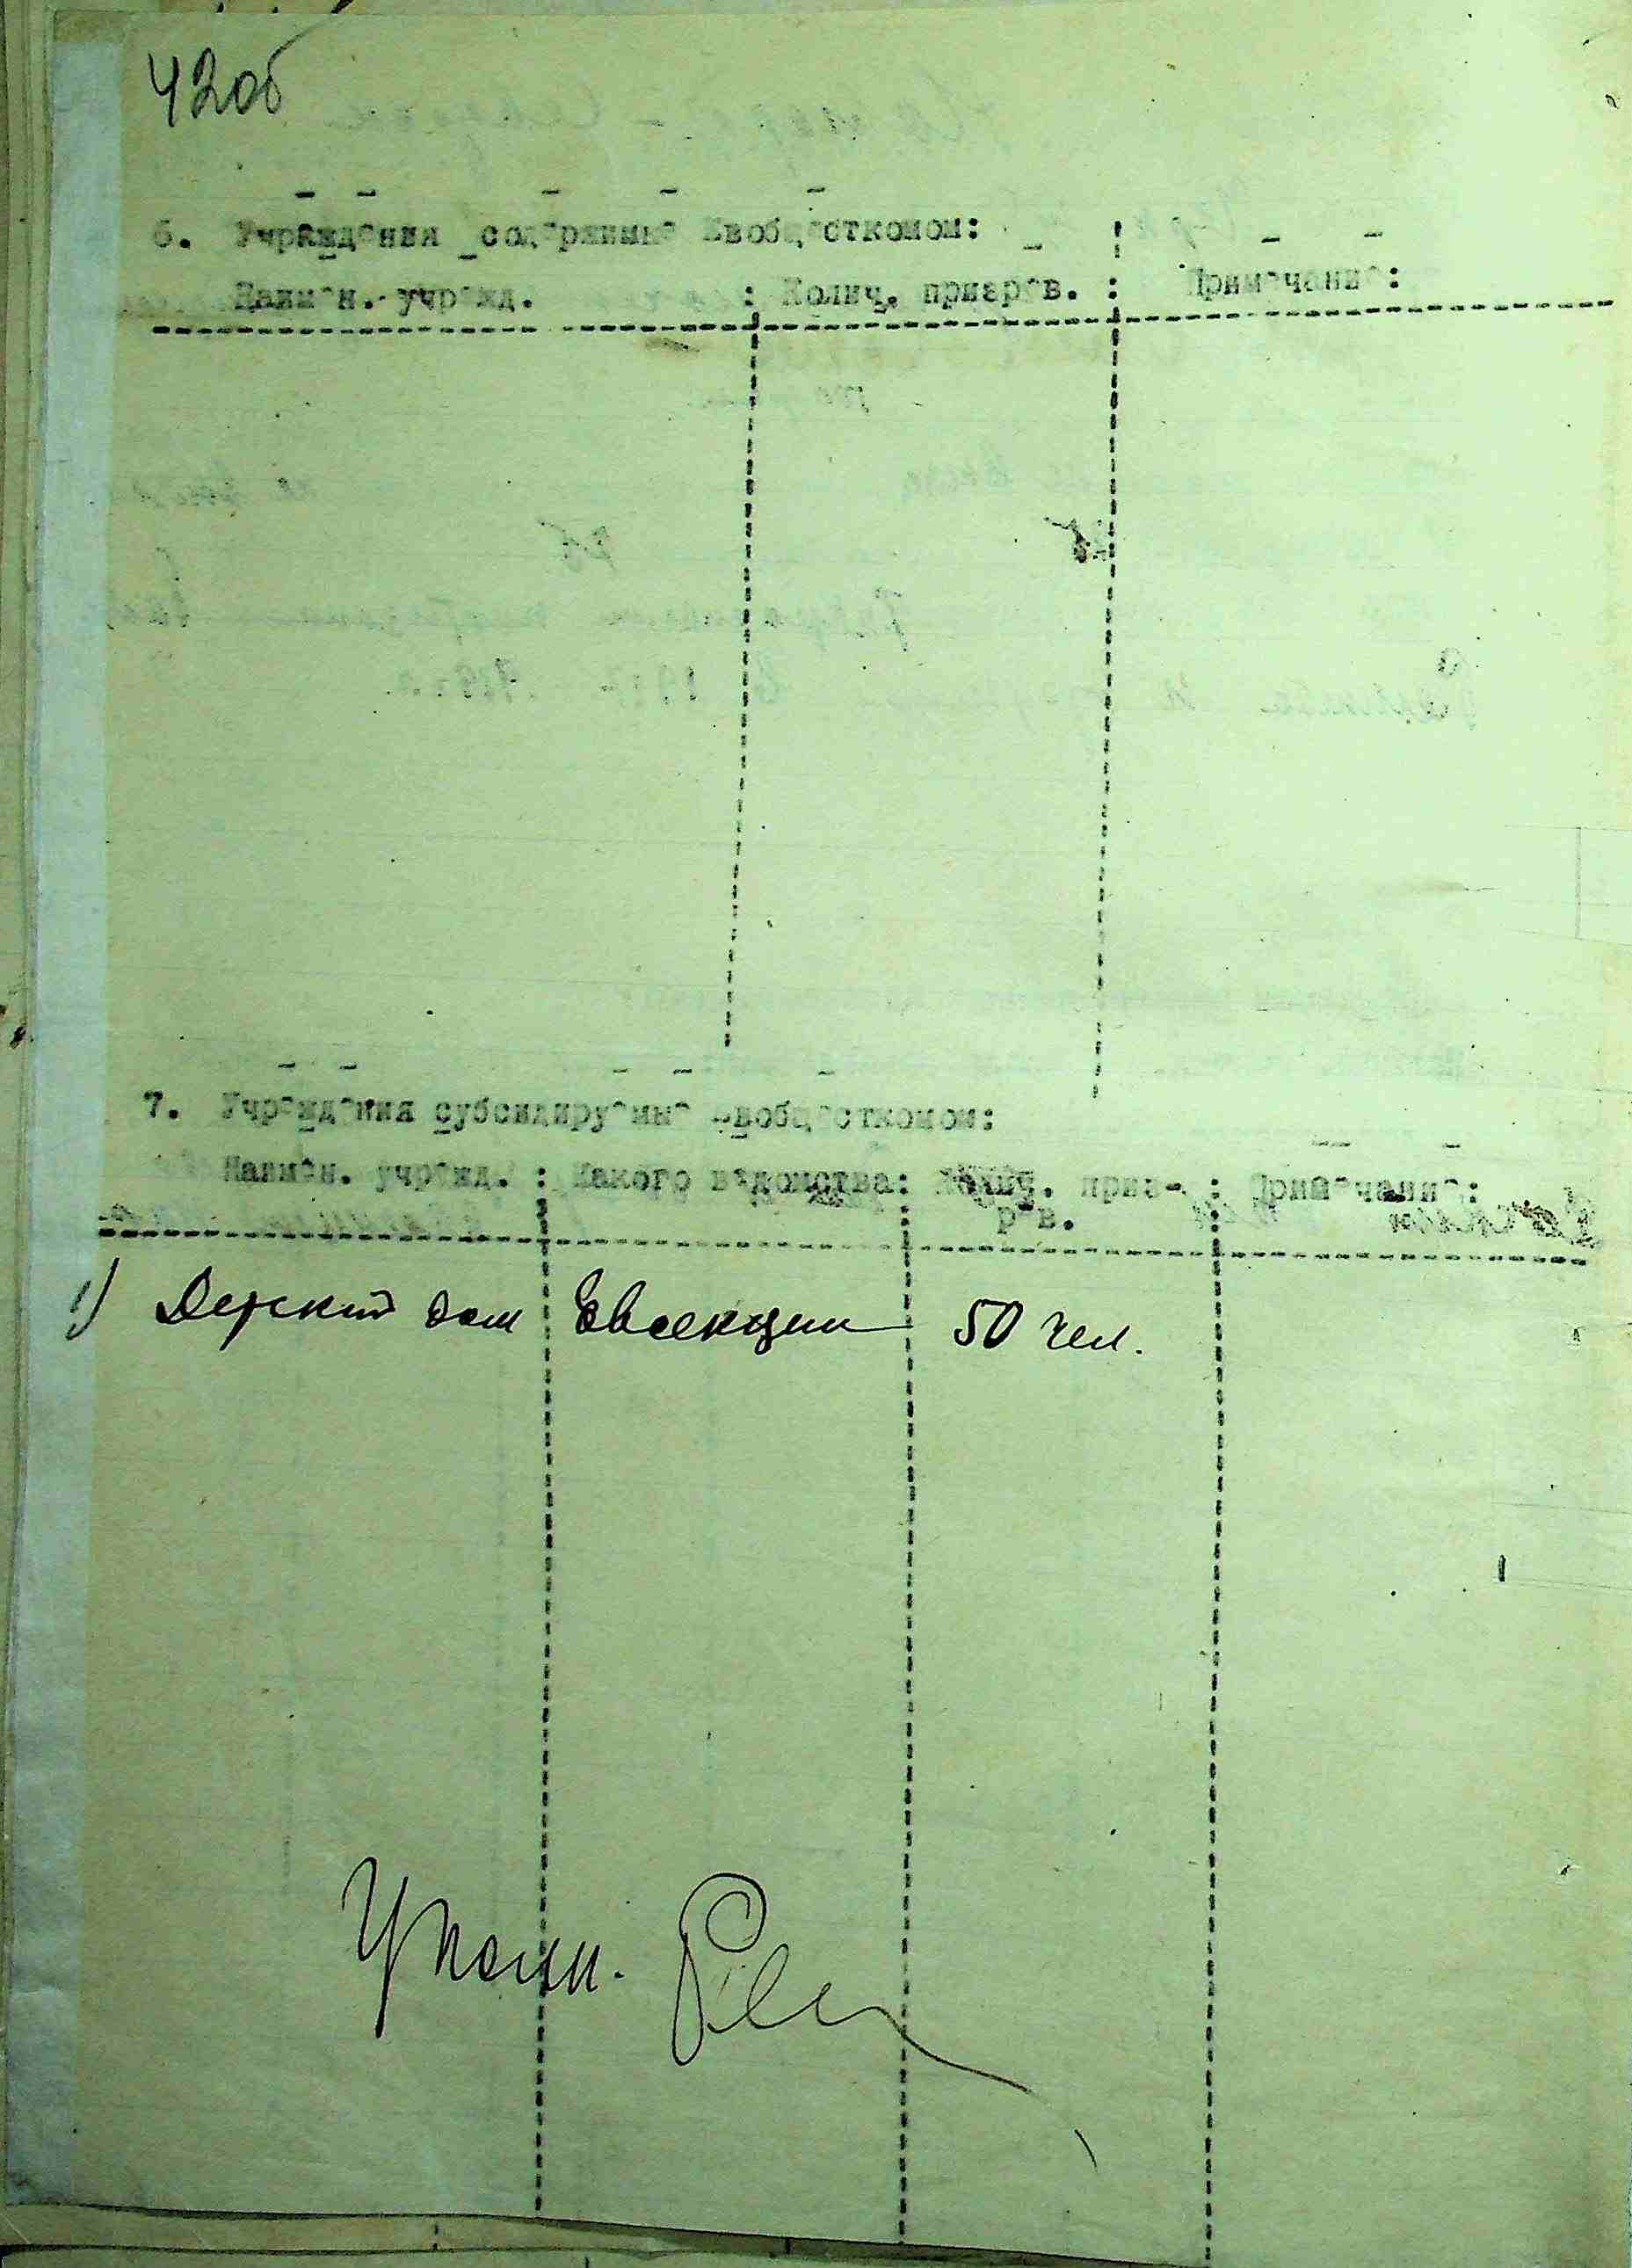 42об
6. Учреждения содержимые Евобщесткомом:
Наимен. учрежд. : Колич. призрев. : Примечание:
7. Учреждения субсидируемые Евобщесткомом:
Наимен. учрежд. : Какого ведомства: Колич. приз- : Примечание:
рев.
1) Детский дом Евсекции 50 чел.
Уполн.